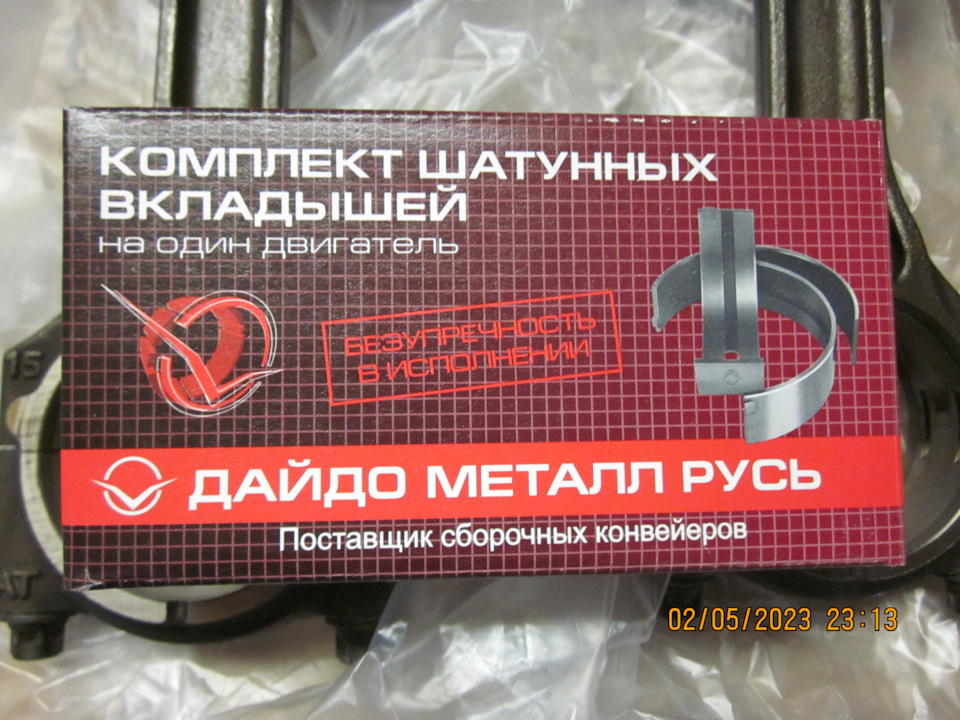 КОМПЛЕКТ ШАТУННЫХ
ВКЛАДЫШЕЙ
на один двигатель
БЕЗУПРЕЧНОСТЬ
В ИСПОЛНЕНИИ
15
ДАЙДО МЕТАЛЛ РУСЬ
Поставщик сборочных конвейеров
02/05/2023 23:13